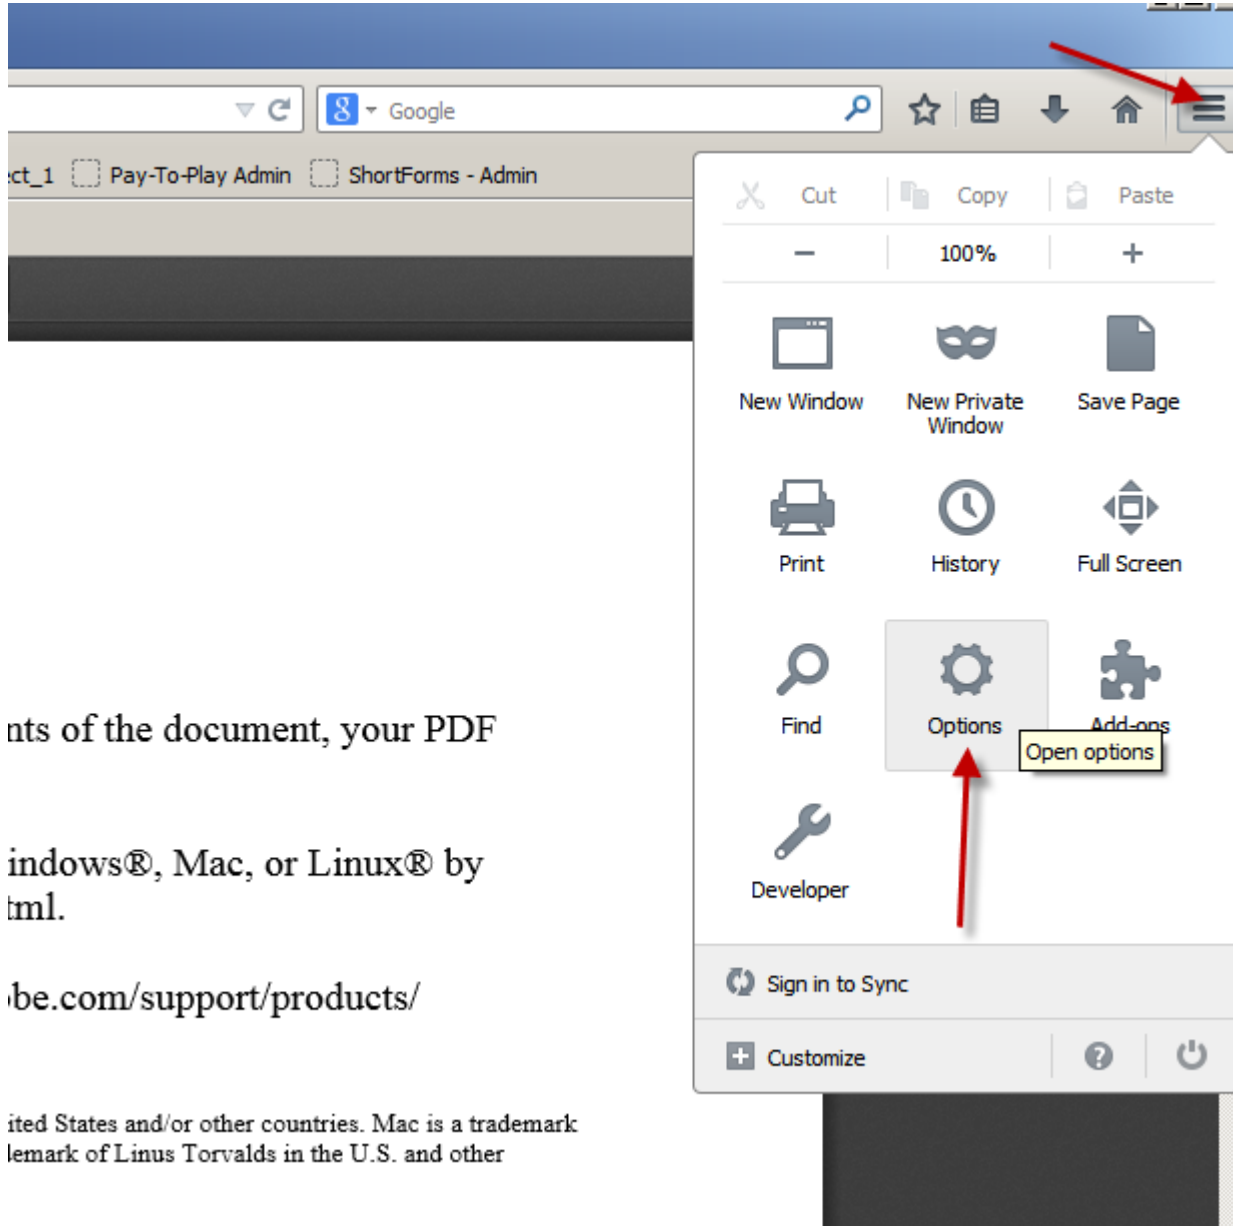 8 Google
ct_1 Pay-To-Play Admin ShortForms - Admin
Cut Copy Paste
− 100% +
New Window New Private Save Page
Window
Print History Full Screen
Find Options Add-ons
Open options
Developer
Sign in to Sync
Customize ?
nts of the document, your PDF
indows®, Mac, or Linux® by
tml.
be.com/support/products/
ited States and/or other countries. Mac is a trademark
lemark of Linus Torvalds in the U.S. and other